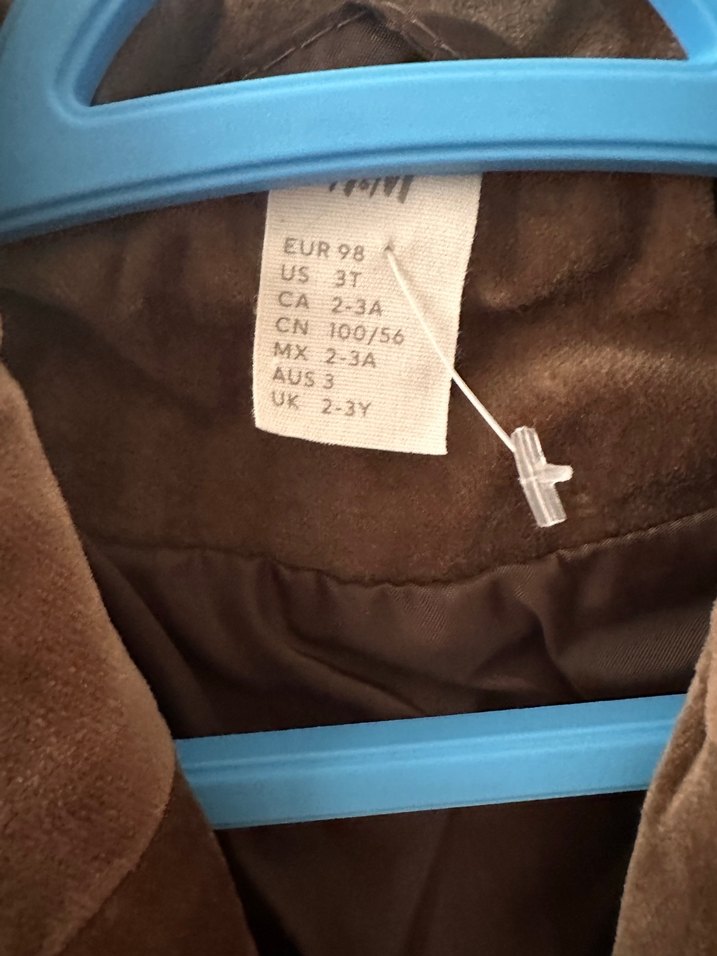 EUR 98
US 3T
CA 2-3A
CN 100/56
MX 2-3A
AUS 3
UK 2-3Y